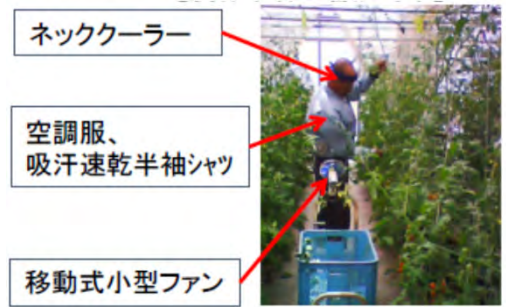 ネッククーラー
空調服、
吸汗速乾半袖シャツ
移動式小型ファン